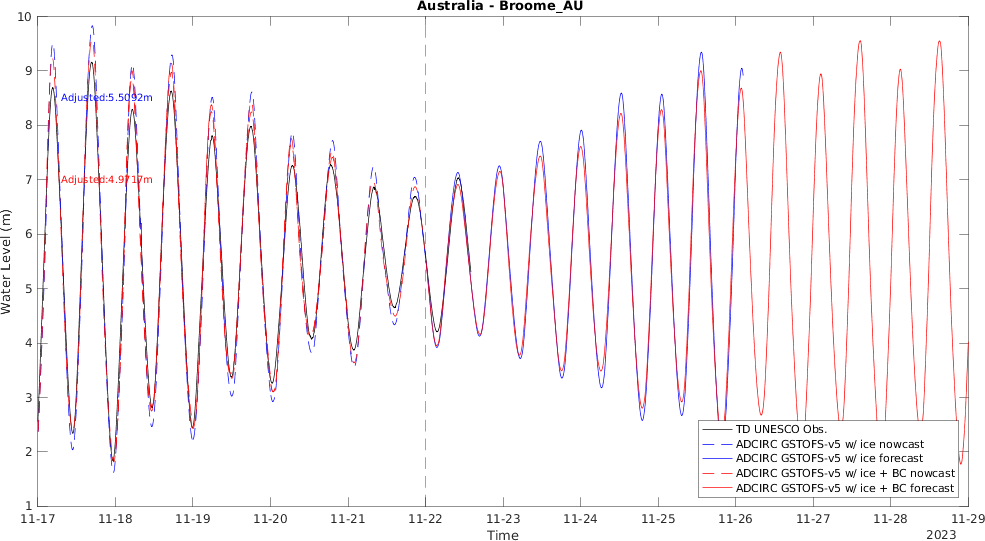 Australia - Broome_AU
10
9
8
7
6
5
4
3
2
1
Water Level (m)
Adjusted:5.5092m
Adjusted:4.9717m
TD UNESCO Obs.
ADCIRC GSTOFS-v5 w/ ice nowcast
ADCIRC GSTOFS-v5 w/ ice forecast
ADCIRC GSTOFS-v5 w/ ice + BC nowcast
ADCIRC GSTOFS-v5 w/ ice + BC forecast
11-17 11-18 11-19 11-20 11-21 11-22 11-23 11-24 11-25 11-26 11-27 11-28 11-29
Time
2023